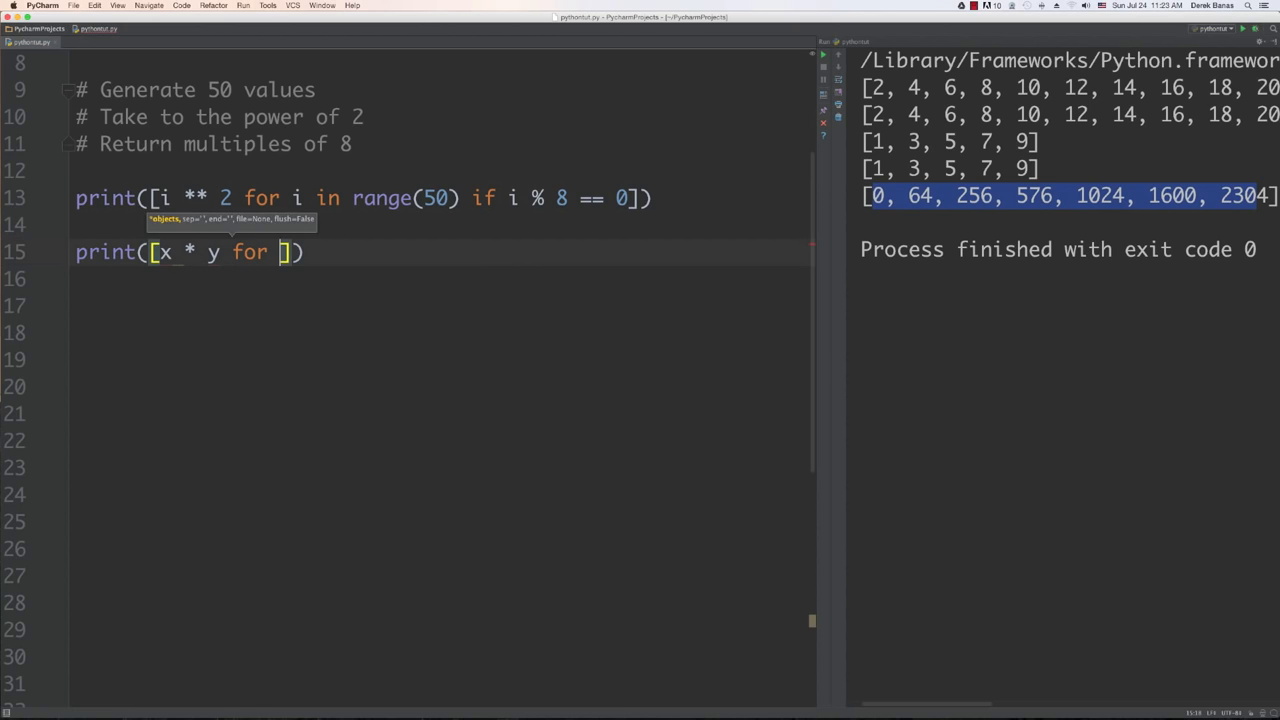 PyCharm File Edit View Navigate Code Refactor Run Tools VCS Window Help
10 Sun Jul 24 11:23 AM Derek Banas
pythontut.py - PyCharmProjects - [~/PycharmProjects]
PycharmProjects pythontut.py
pythontut
pythontut.py
Run: pythontut
8
9 # Generate 50 values
10 # Take to the power of 2
11 # Return multiples of 8
12
13 print([i ** 2 for i in range(50) if i % 8 == 0])
14
*objects, sep=' ', end=' ', file=None, flush=False
15 print([x * y for ])
16
17
18
19
20
21
22
23
24
25
26
27
28
29
30
31
/Library/Frameworks/Python.framewor
[2, 4, 6, 8, 10, 12, 14, 16, 18, 20
[2, 4, 6, 8, 10, 12, 14, 16, 18, 20
[1, 3, 5, 7, 9]
[1, 3, 5, 7, 9]
[0, 64, 256, 576, 1024, 1600, 2304]
Process finished with exit code 0